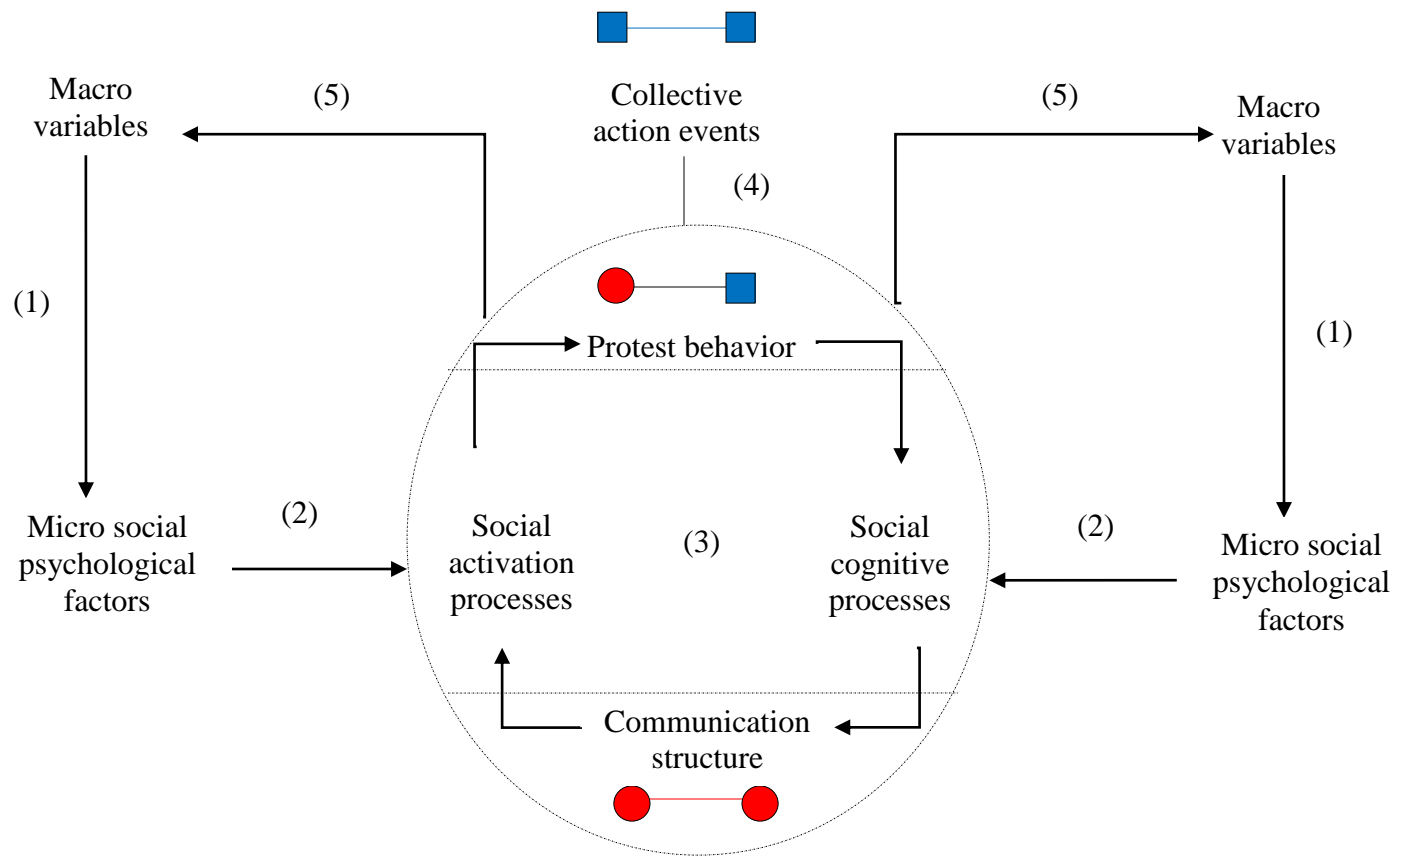 Macro
variables
(5)
Collective
action events
(5)
Macro
variables
(4)
(1)
Protest behavior
(1)
Micro social
psychological
factors
(2)
Social
activation
processes
(3)
Social
cognitive
processes
(2)
Micro social
psychological
factors
Communication
structure